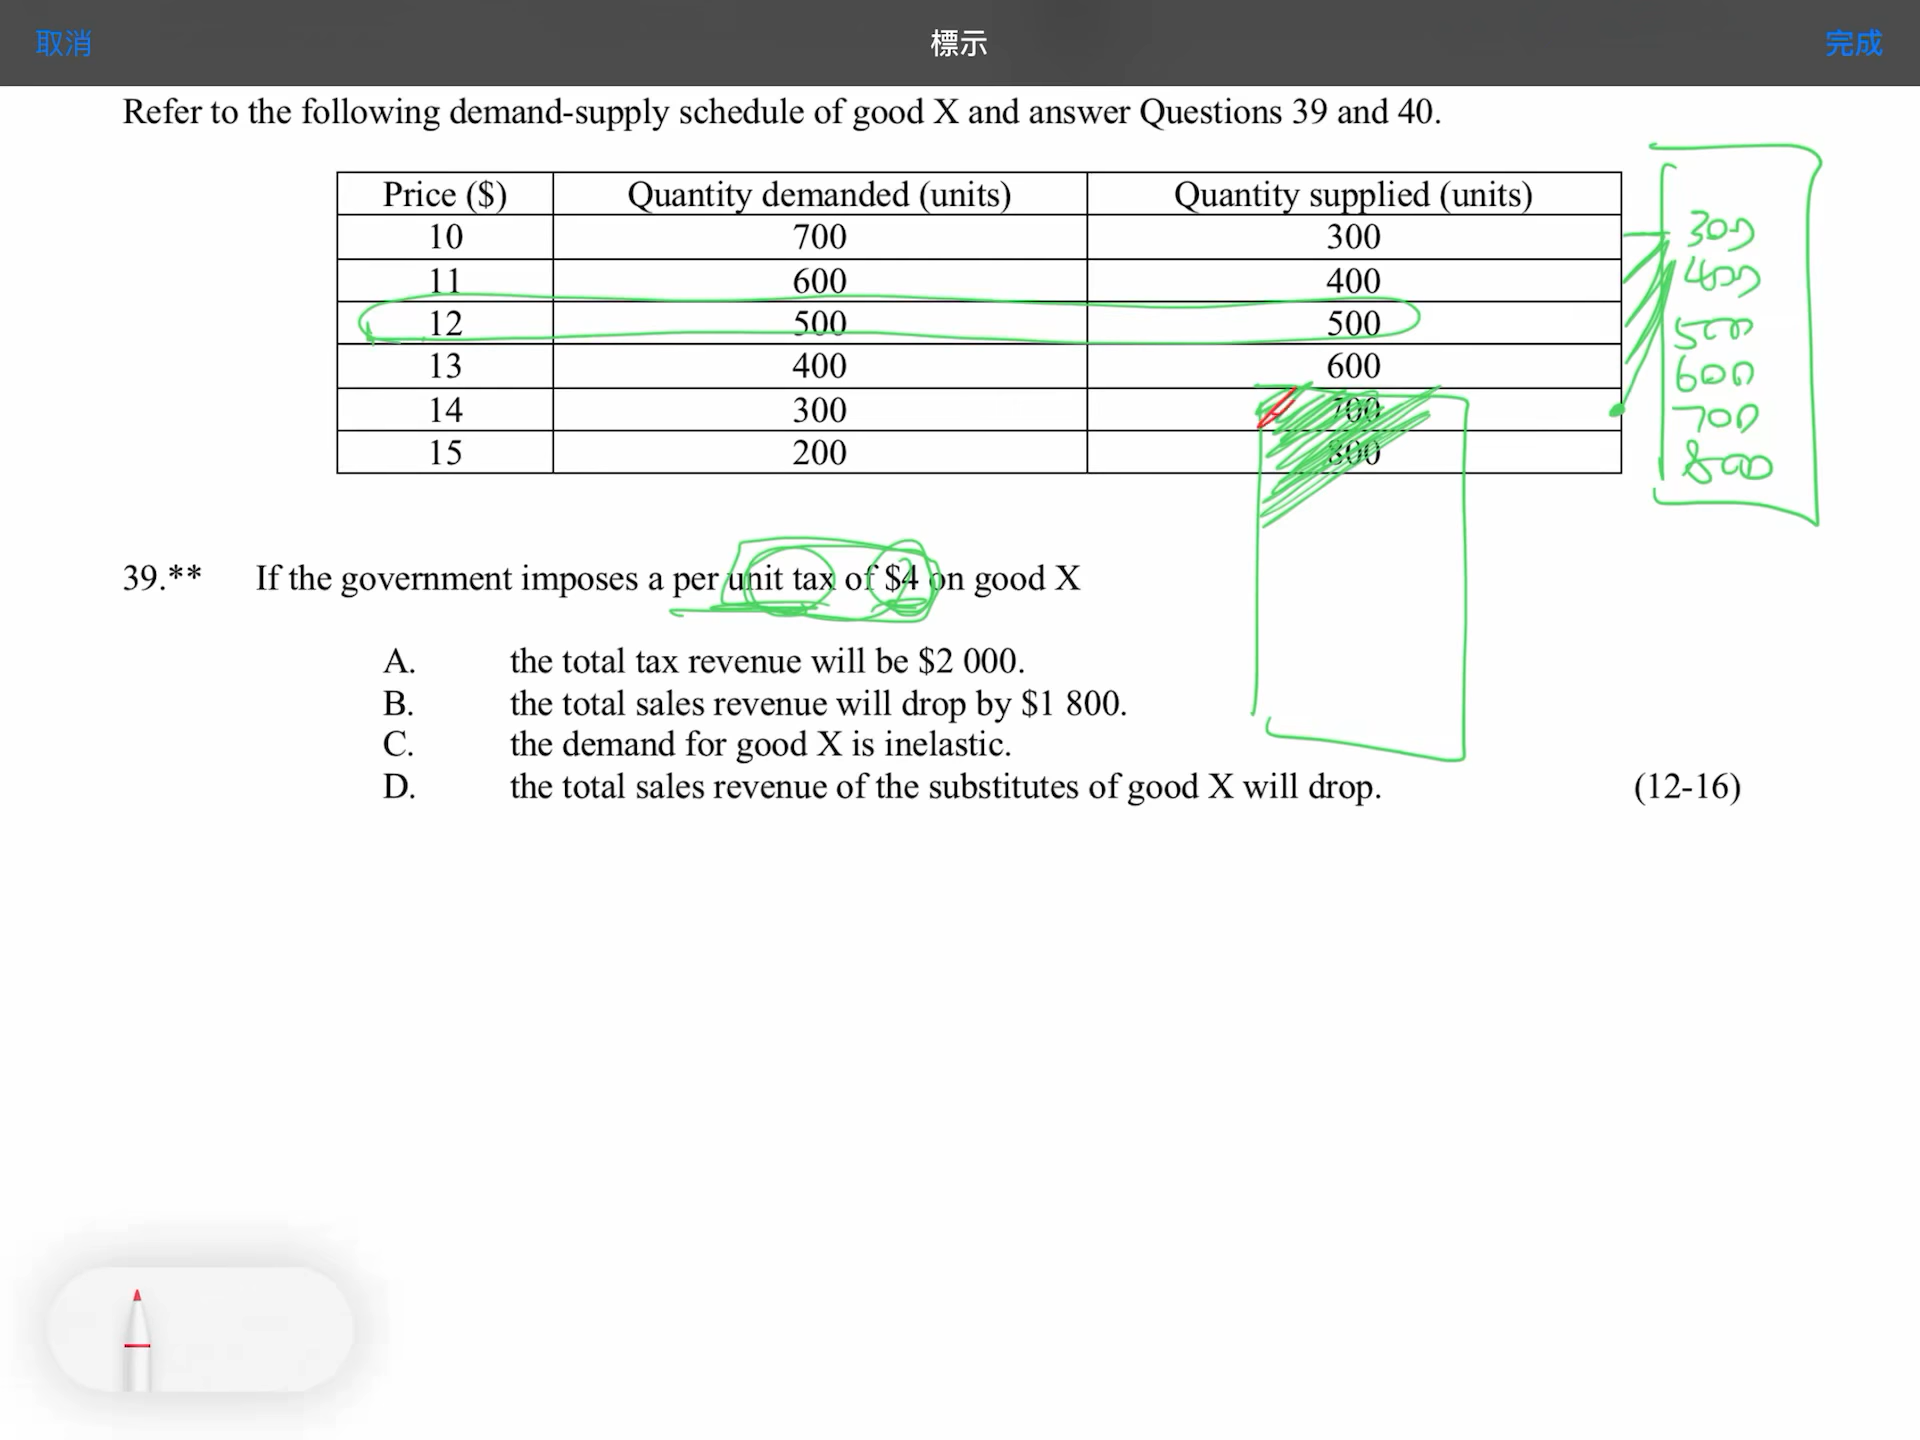 取消 標示 完成
Refer to the following demand-supply schedule of good X and answer Questions 39 and 40.
Price ($) Quantity demanded (units) Quantity supplied (units)
10 700 300 300
11 600 400 400
12 500 500 500
13 400 600 600
14 300 700 700
15 200 800 800
39.** If the government imposes a per unit tax of $4 on good X
2
A. the total tax revenue will be $2 000.
B. the total sales revenue will drop by $1 800.
C. the demand for good X is inelastic.
D. the total sales revenue of the substitutes of good X will drop. (12-16)